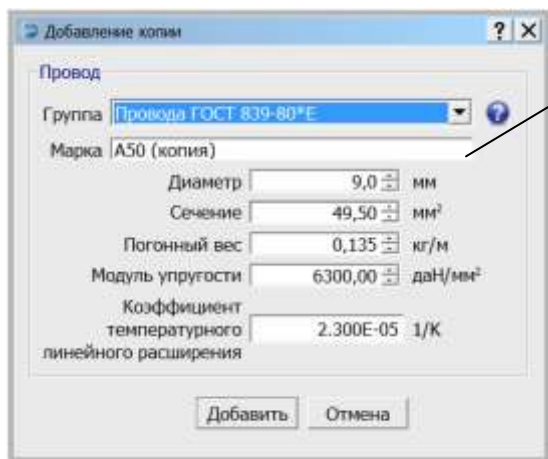 Добавление копии
Провод
Группа Провода ГОСТ 839-80*Е
Марка А50 (копия)
Диаметр 9,0 мм
Сечение 49,50 мм²
Погонный вес 0,135 кг/м
Модуль упругости 6300,00 даН/мм²
Коэффициент
температурного 2.300E-05 1/К
линейного расширения
Добавить Отмена